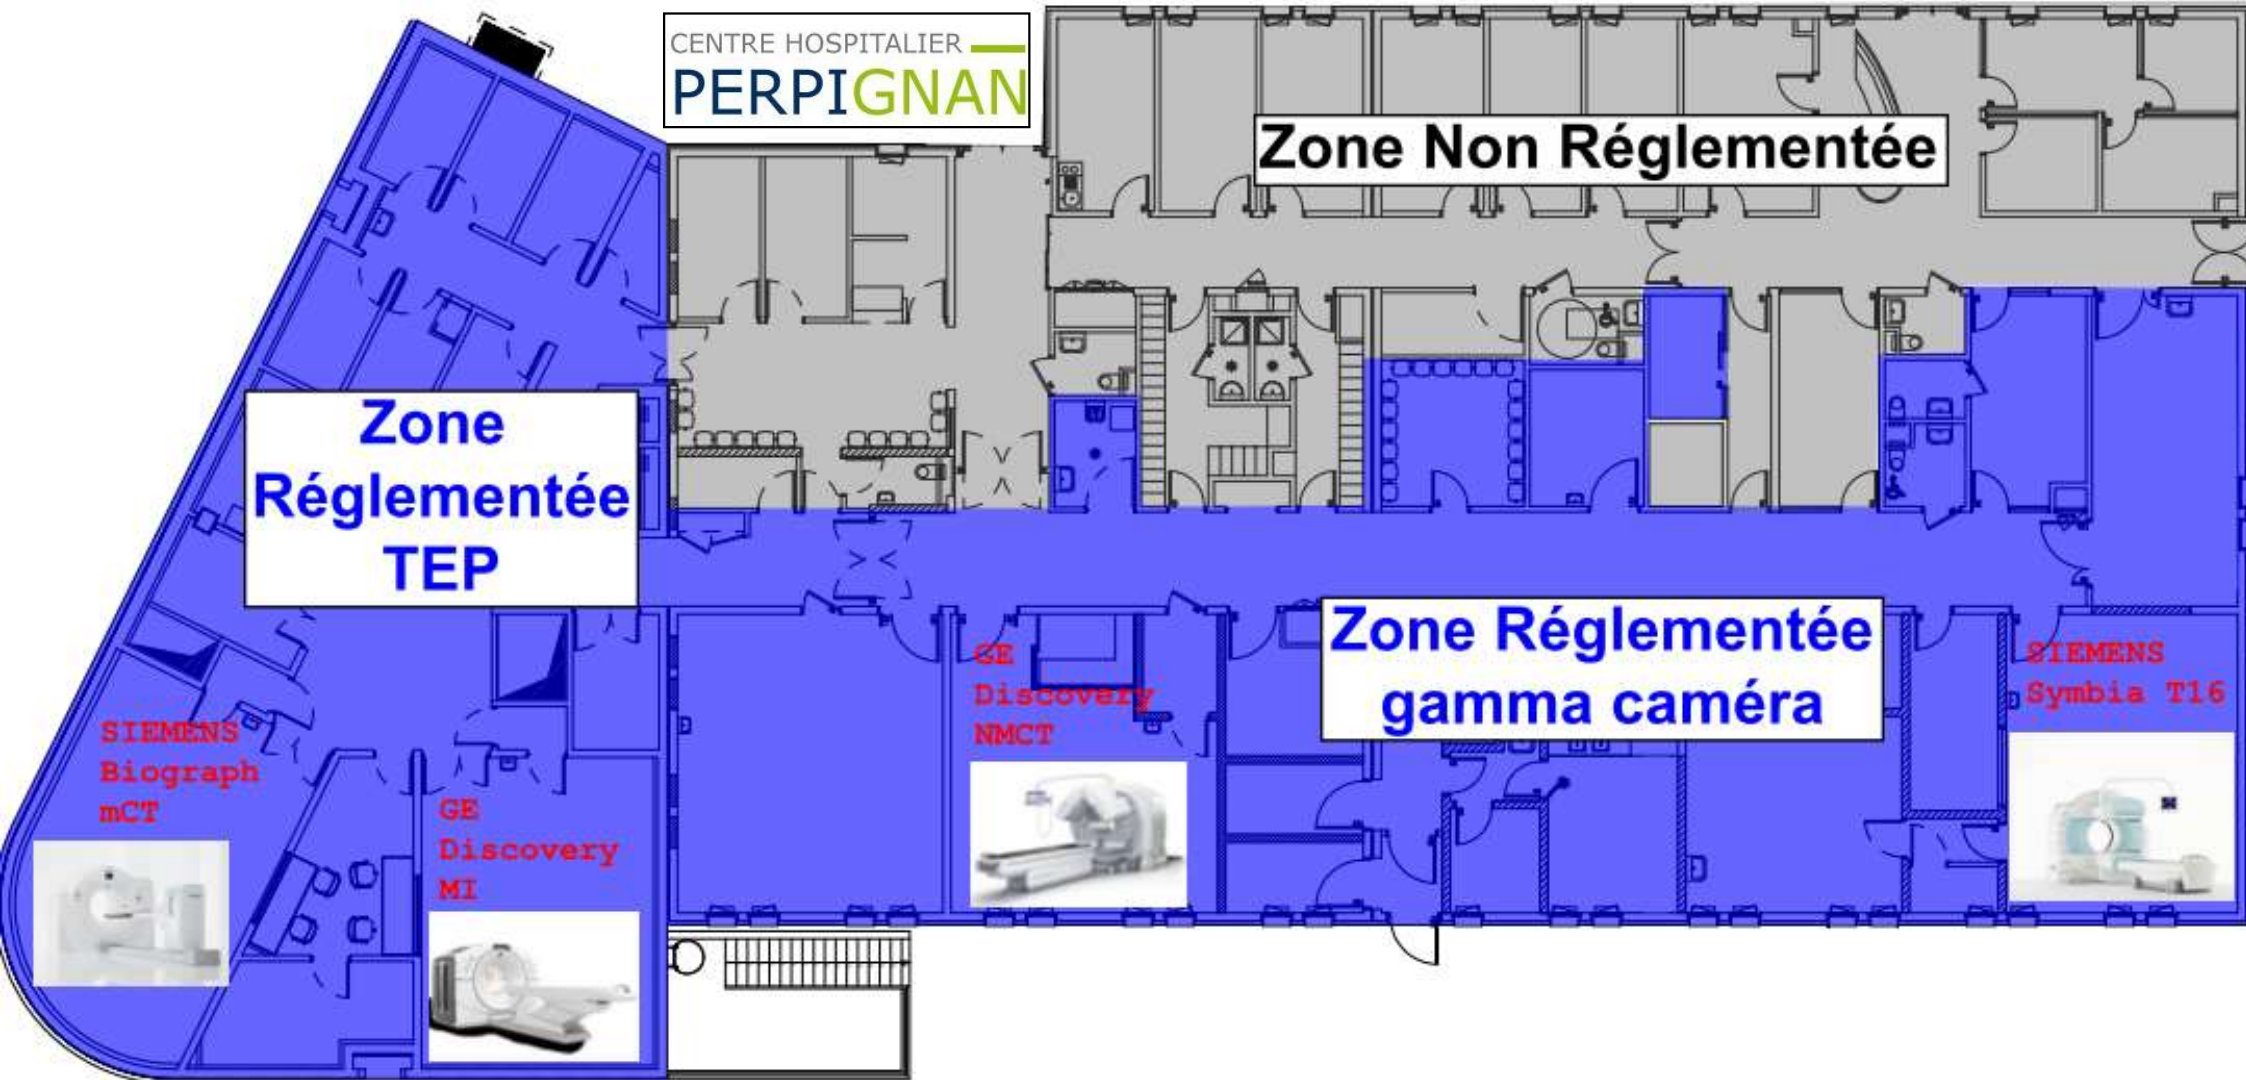 CENTRE HOSPITALIER
PERPIGNAN
Zone Non Réglementée
Zone
Réglementée
TEP
Zone Réglementée
gamma caméra
SIEMENS
Biograph
mCT
GE
Discovery
MI
GE
Discovery
NMCT
SIEMENS
Symbia T16